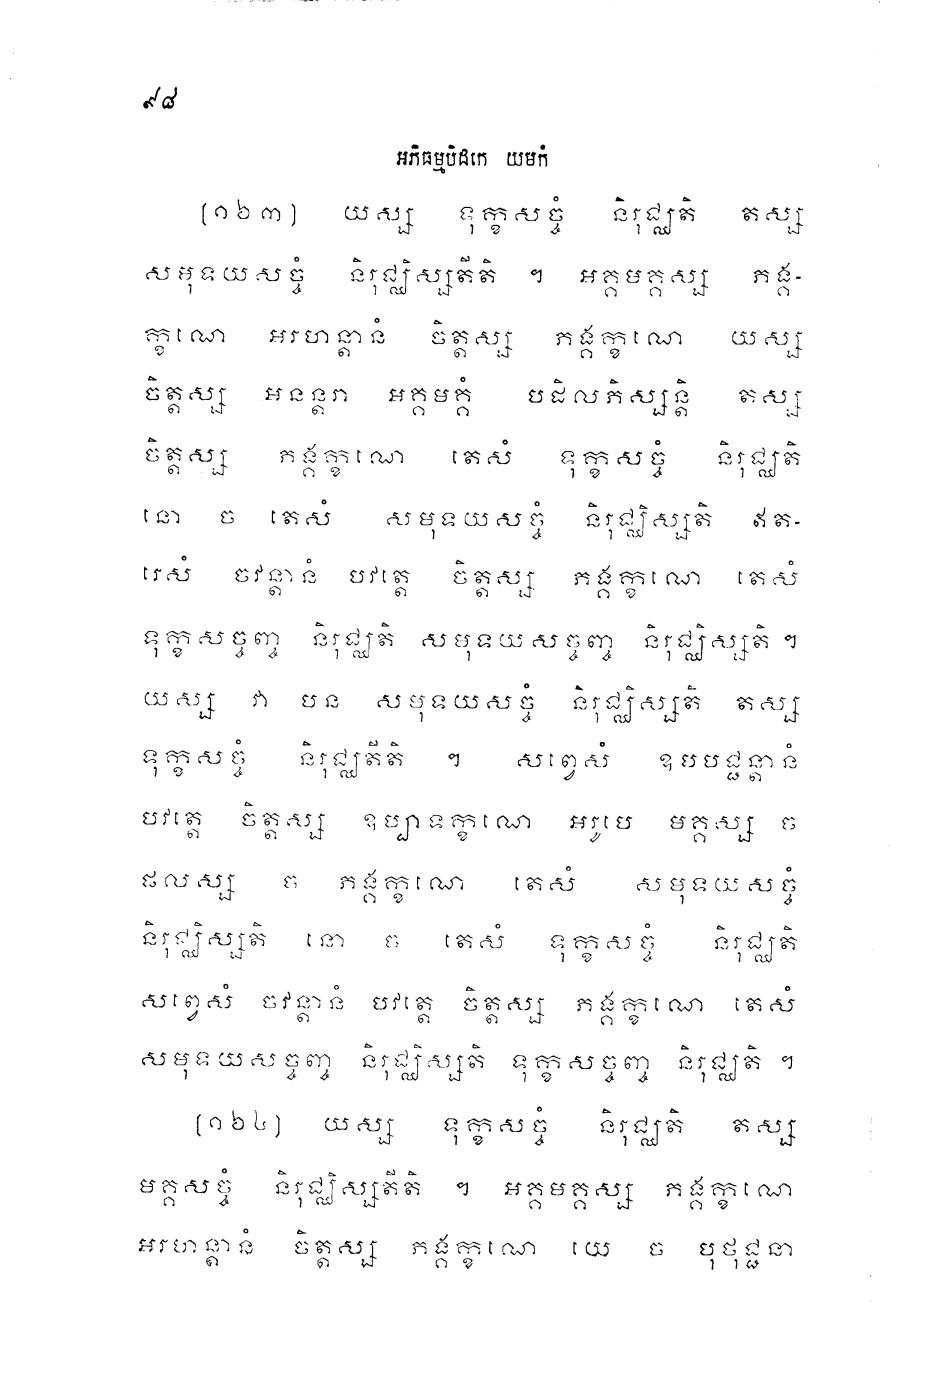 ៩៨
អភិធម្មបិដកេ យមកំ
[១៦៣] យស្ស ទុក្ខសច្ចំ និរុជ្ឈតិ តស្ស
សមុទយសច្ចំ និរុជ្ឈិស្សតីតិ ។ អគ្គមគ្គស្ស ភង្គ-
ក្ខណេ អរហន្តានំ ចិត្តស្ស ភង្គក្ខណេ យស្ស
ចិត្តស្ស អនន្តរា អគ្គមគ្គំ បដិលភិស្សន្តិ តស្ស
ចិត្តស្ស ភង្គក្ខណេ តេសំ ទុក្ខសច្ចំ និរុជ្ឈតិ
នោ ច តេសំ សមុទយសច្ចំ និរុជ្ឈិស្សតិ ឥត-
រេសំ ចវន្តានំ បវត្តេ ចិត្តស្ស ភង្គក្ខណេ តេសំ
ទុក្ខសច្ចញ្ច និរុជ្ឈតិ សមុទយសច្ចញ្ច និរុជ្ឈិស្សតិ ។
យស្ស វា បន សមុទយសច្ចំ និរុជ្ឈិស្សតិ តស្ស
ទុក្ខសច្ចំ និរុជ្ឈតីតិ ។ សព្វេសំ ឧបបជ្ជន្តានំ
បវត្តេ ចិត្តស្ស ឧប្បាទក្ខណេ អរូបេ មគ្គស្ស ច
ផលស្ស ច ភង្គក្ខណេ តេសំ សមុទយសច្ចំ
និរុជ្ឈិស្សតិ នោ ច តេសំ ទុក្ខសច្ចំ និរុជ្ឈតិ
សព្វេសំ ចវន្តានំ បវត្តេ ចិត្តស្ស ភង្គក្ខណេ តេសំ
សមុទយសច្ចញ្ច និរុជ្ឈិស្សតិ ទុក្ខសច្ចញ្ច និរុជ្ឈតិ ។
[១៦៤] យស្ស ទុក្ខសច្ចំ និរុជ្ឈតិ តស្ស
មគ្គសច្ចំ និរុជ្ឈិស្សតីតិ ។ អគ្គមគ្គស្ស ភង្គក្ខណេ
អរហន្តានំ ចិត្តស្ស ភង្គក្ខណេ យេ ច បុថុជ្ជនា